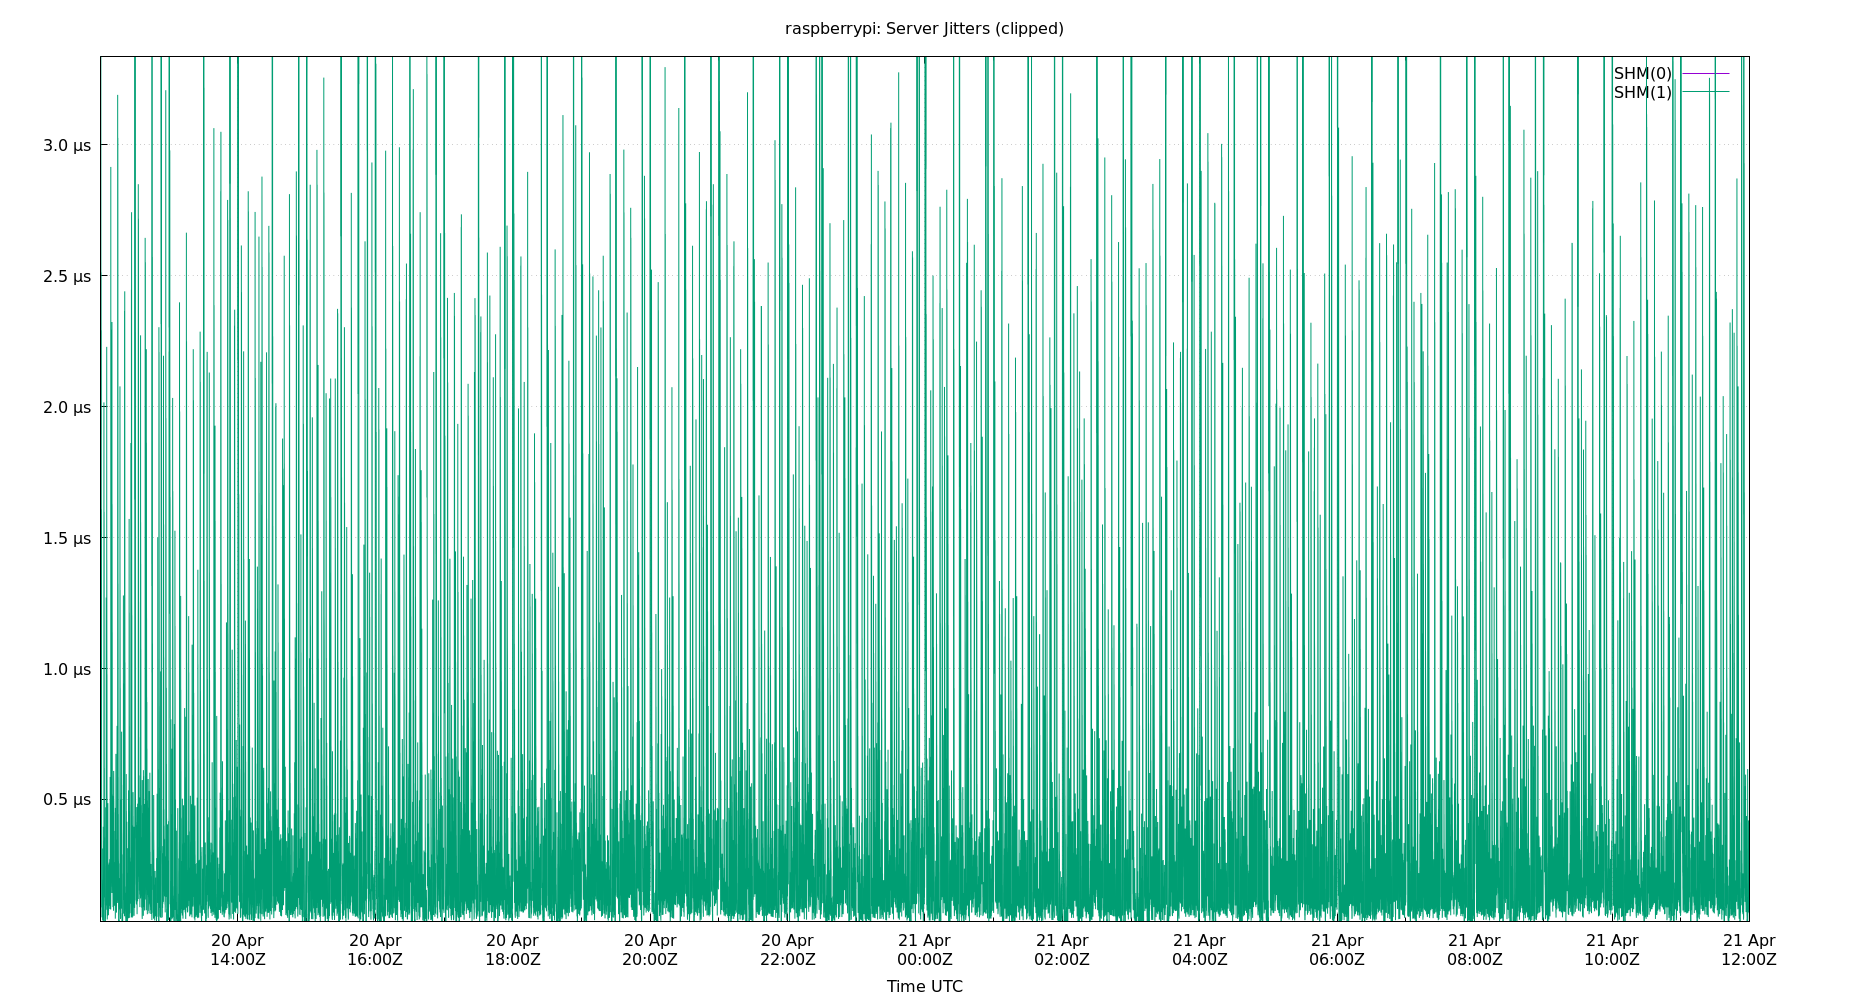 raspberrypi: Server Jitters (clipped)
SHM(0)
SHM(1)
3.0 µs
2.5 µs
2.0 µs
1.5 µs
1.0 µs
0.5 µs
20 Apr 20 Apr 20 Apr 20 Apr 20 Apr 21 Apr 21 Apr 21 Apr 21 Apr 21 Apr 21 Apr 21 Apr
14:00Z 16:00Z 18:00Z 20:00Z 22:00Z 00:00Z 02:00Z 04:00Z 06:00Z 08:00Z 10:00Z 12:00Z
Time UTC